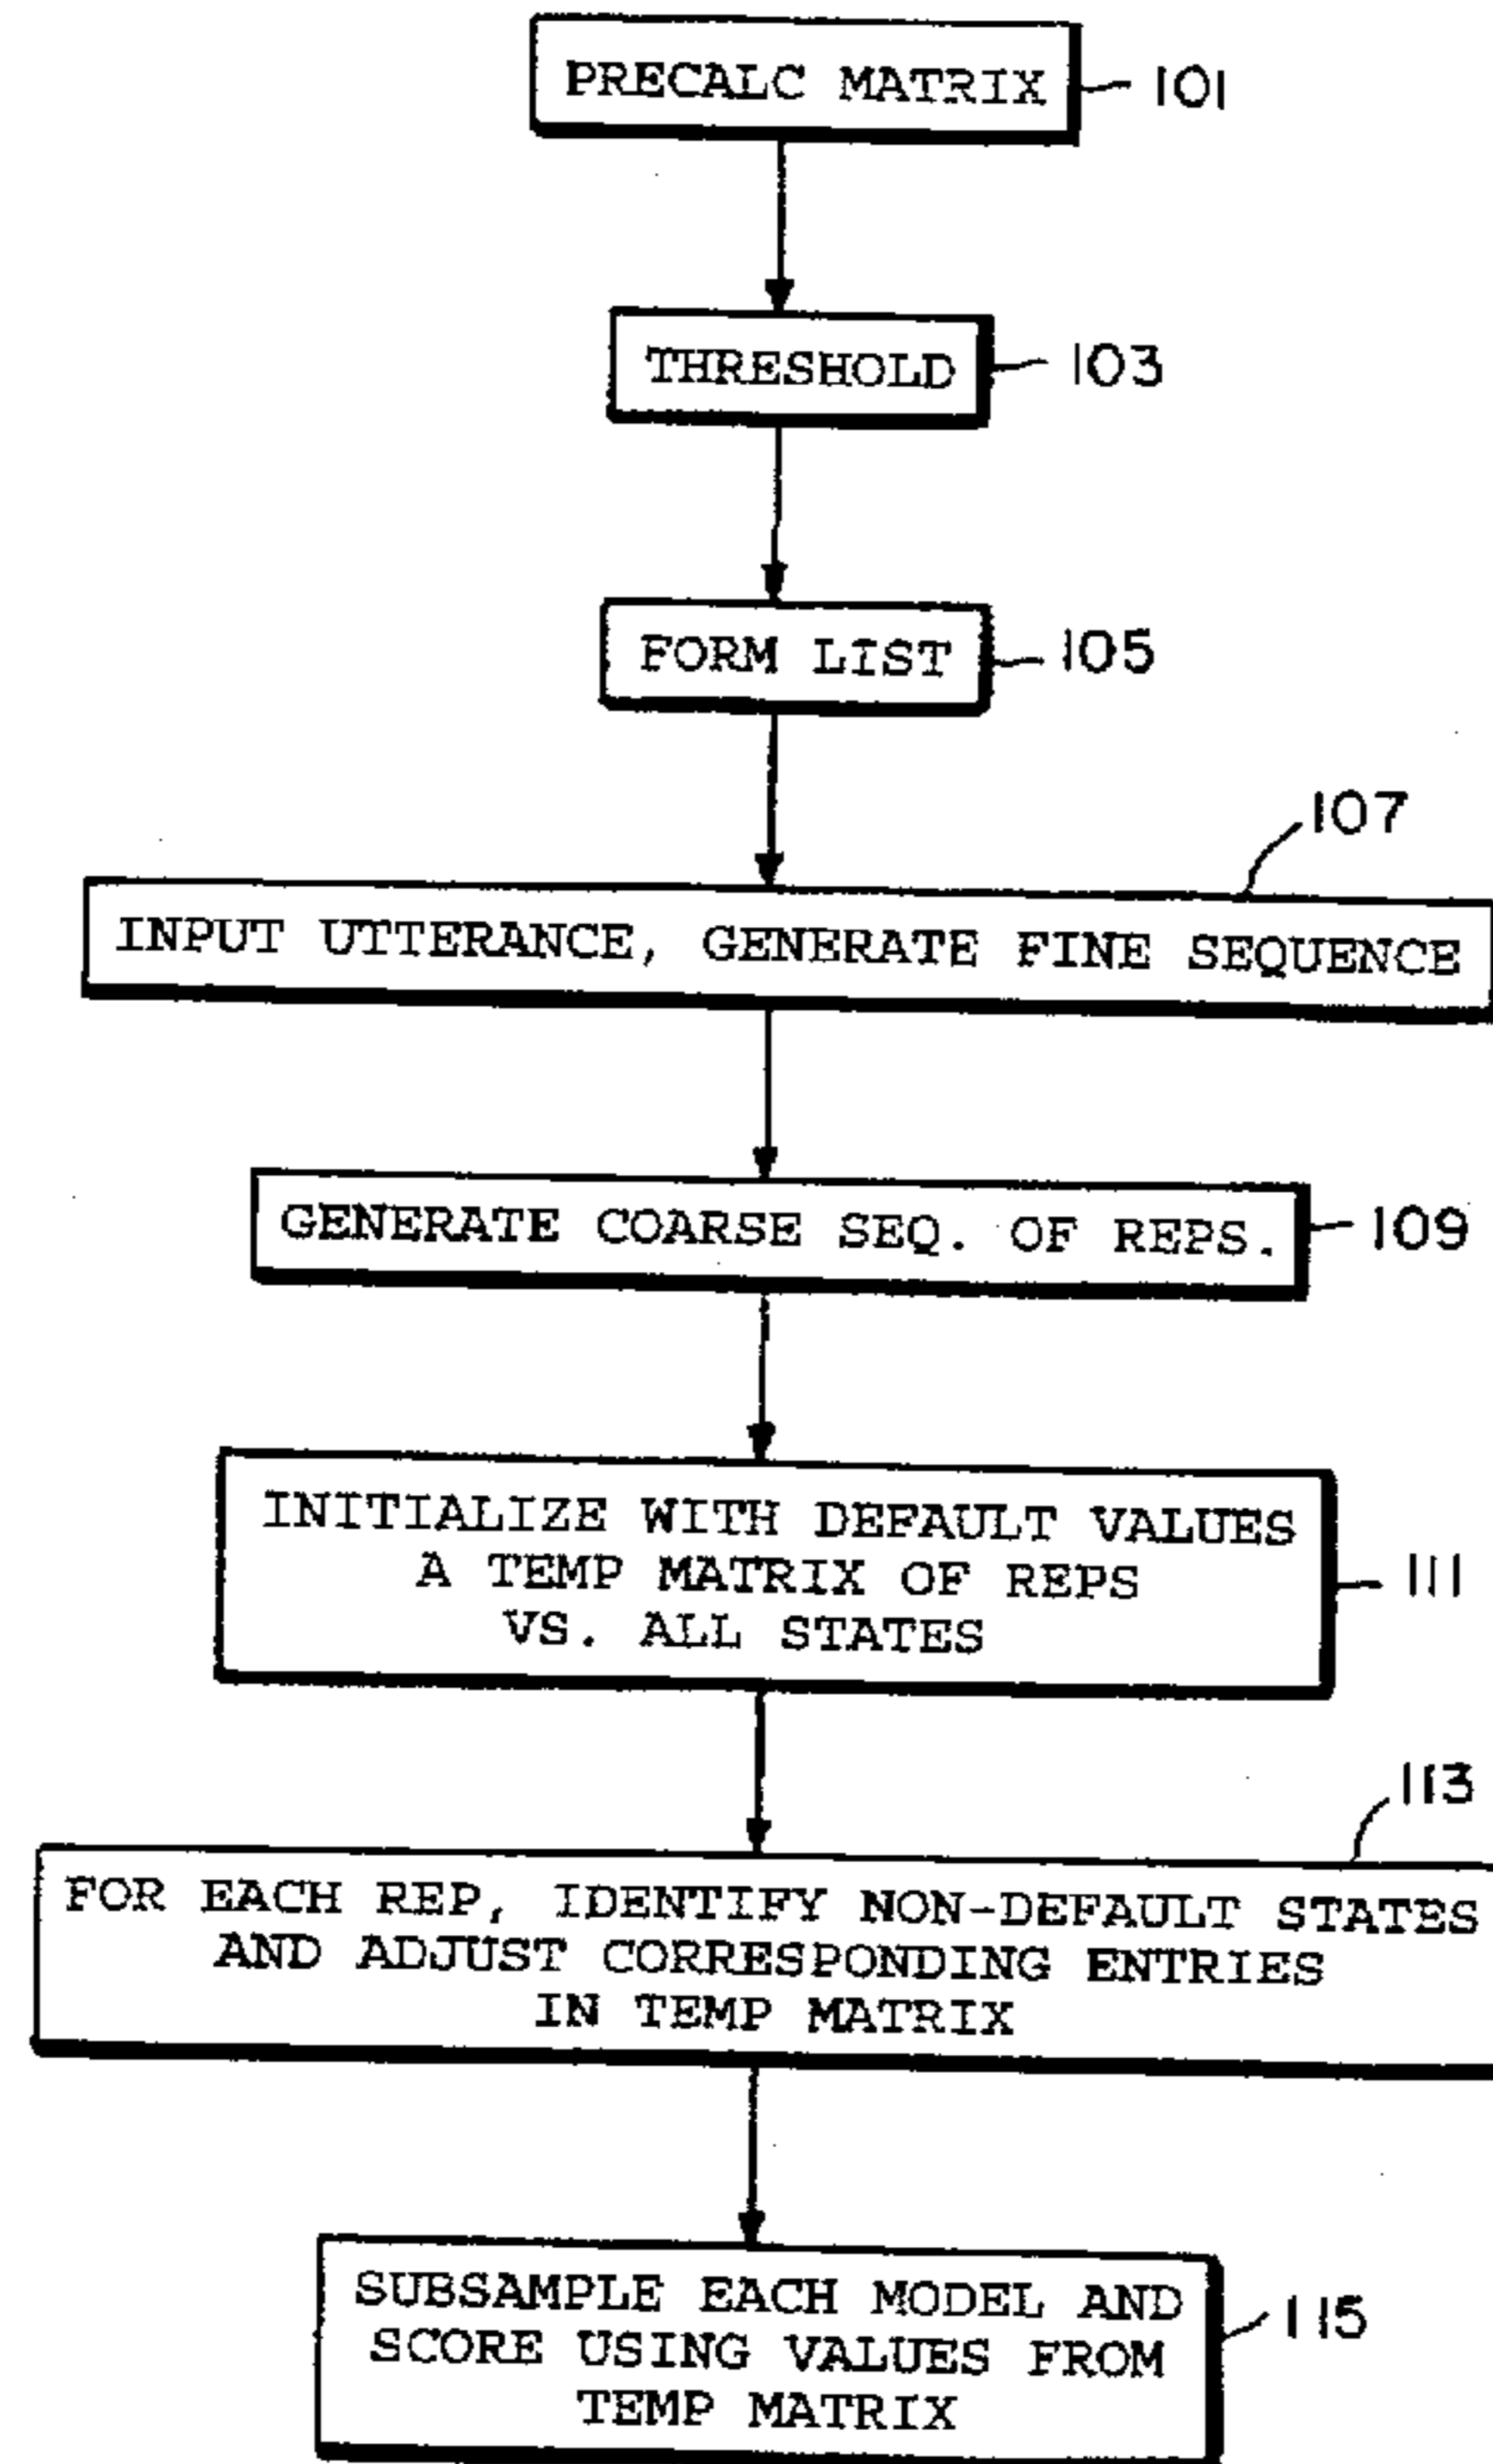 PRECALC MATRIX
101
THRESHOLD
103
FORM LIST
105
107
INPUT UTTERANCE, GENERATE FINE SEQUENCE
GENERATE COARSE SEQ. OF REPS.
109
INITIALIZE WITH DEFAULT VALUES
A TEMP MATRIX OF REPS
VS. ALL STATES
111
113
FOR EACH REP, IDENTIFY NON-DEFAULT STATES
AND ADJUST CORRESPONDING ENTRIES
IN TEMP MATRIX
SUBSAMPLE EACH MODEL AND
SCORE USING VALUES FROM
TEMP MATRIX
115